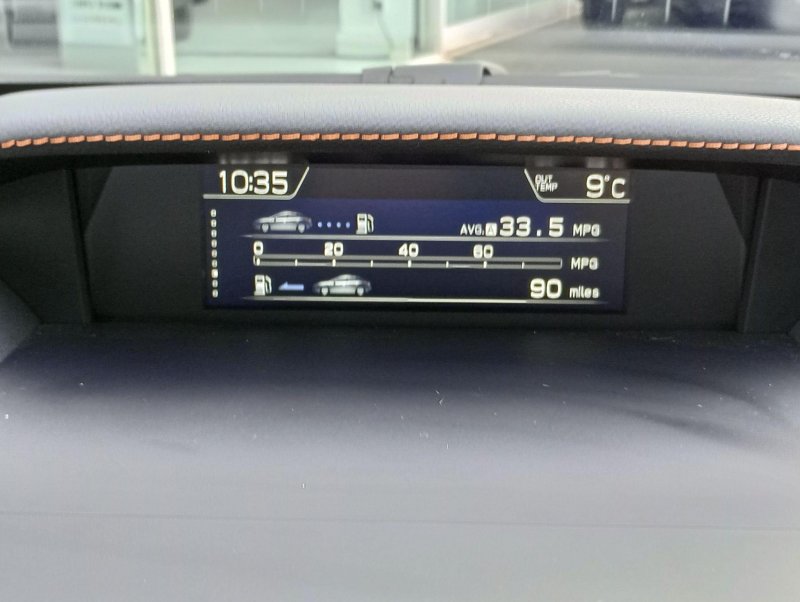 10:35
OUT TEMP 9°C
AVG. A 33.5 MPG
0 20 40 60
MPG
90 miles